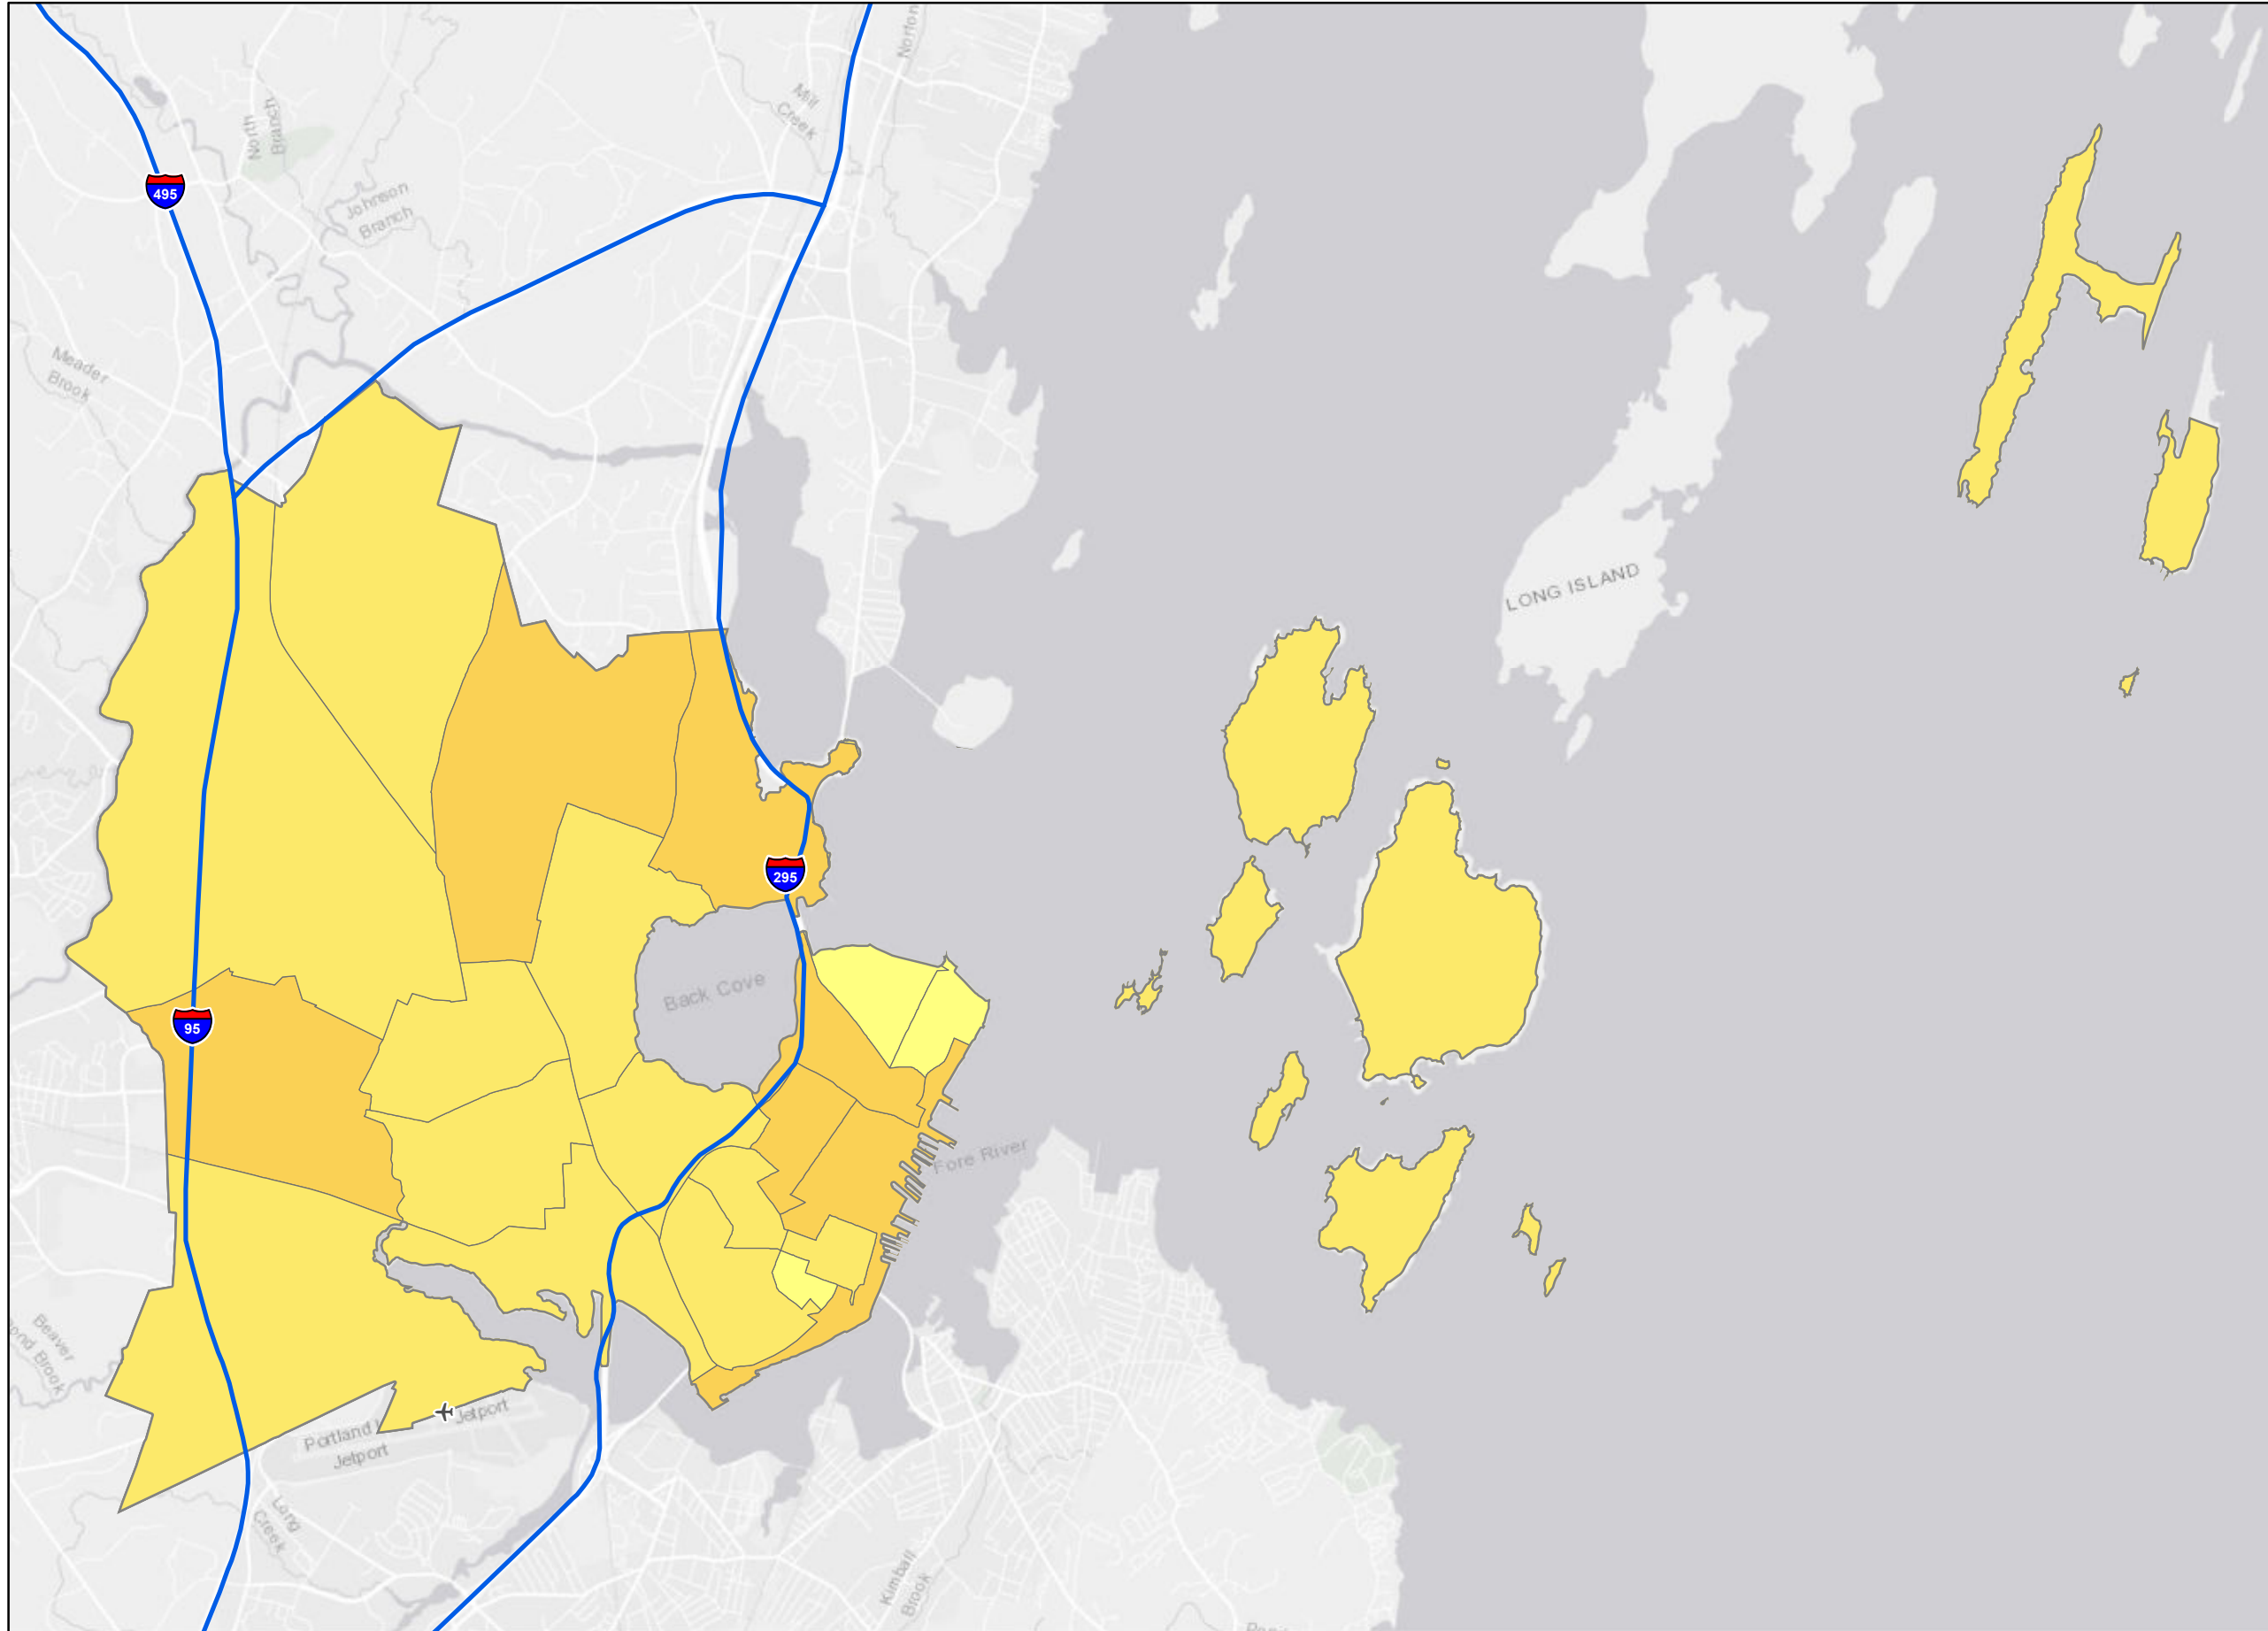 Norton
Mill
Creek
North
Branch
495
Johnson
Branch
Meader
Brook
LONG ISLAND
295
Back Cove
95
Fore River
Beaver
Pond Brook
Jetport
Portland
Jetport
Long
Creek
Kimball
Brook